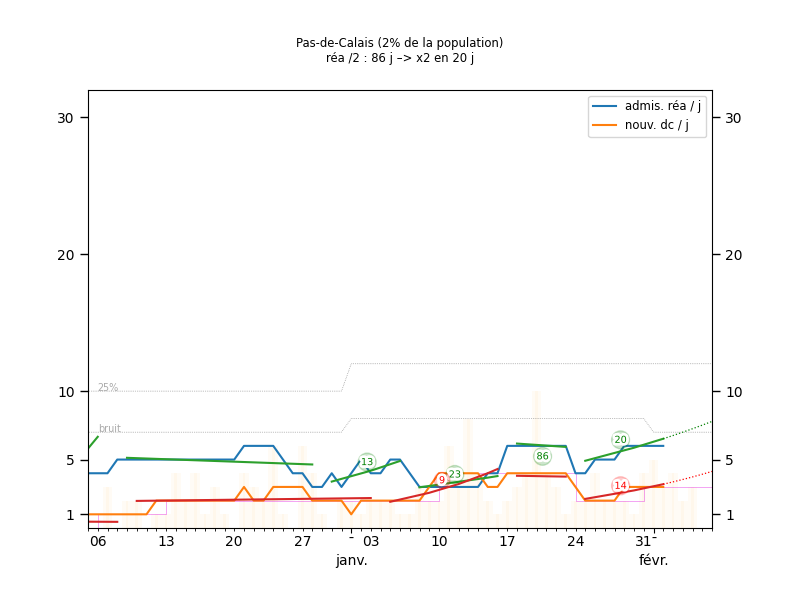 Pas-de-Calais (2% de la population)
réa /2 : 86 j –> x2 en 20 j
admis. réa / j
nouv. dc / j
30 30
20 20
10 10
5 5
1 1
25%
bruit
13
9
23
86
20
14
06 13 20 27 - 03 10 17 24 31 -
janv. févr.